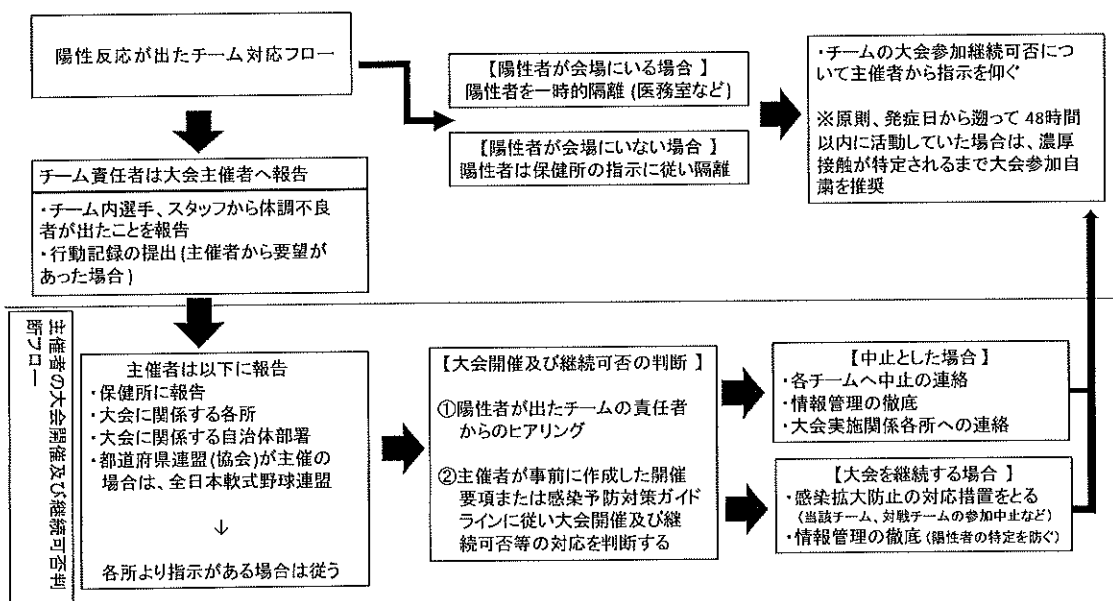 陽性反応が出たチーム対応フロー
【陽性者が会場にいる場合】
陽性者を一時的隔離(医務室など)
【陽性者が会場にいない場合】
陽性者は保健所の指示に従い隔離
・チームの大会参加継続可否につ
いて主催者から指示を仰ぐ
※原則、発症日から遡って48時間
以内に活動していた場合は、濃厚
接触が特定されるまで大会参加自
粛を推奨
チーム責任者は大会主催者へ報告
・チーム内選手、スタッフから体調不良
者が出たことを報告
・行動記録の提出(主催者から要望が
あった場合)
主催者の大会開催及び継続可否判
断フロー
主催者は以下に報告
・保健所に報告
・大会に関係する各所
・大会に関係する自治体部署
・都道府県連盟(協会)が主催の
場合は、全日本軟式野球連盟
↓
各所より指示がある場合は従う
【大会開催及び継続可否の判断】
①陽性者が出たチームの責任者
からのヒアリング
②主催者が事前に作成した開催
要項または感染予防対策ガイド
ラインに従い大会開催及び継
続可否等の対応を判断する
【中止とした場合】
・各チームへ中止の連絡
・情報管理の徹底
・大会実施関係各所への連絡
【大会を継続する場合】
・感染拡大防止の対応措置をとる
(当該チーム、対戦チームの参加中止など)
・情報管理の徹底(陽性者の特定を防ぐ)